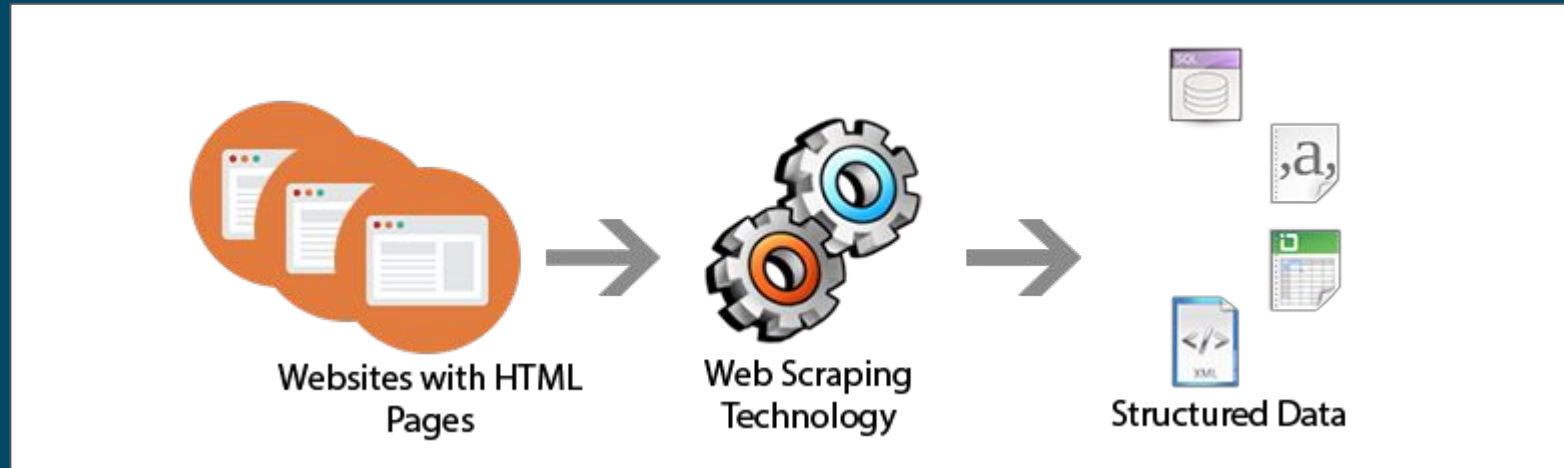 SQL
,a,
</>
XML
Websites with HTML
Pages
Web Scraping
Technology
Structured Data